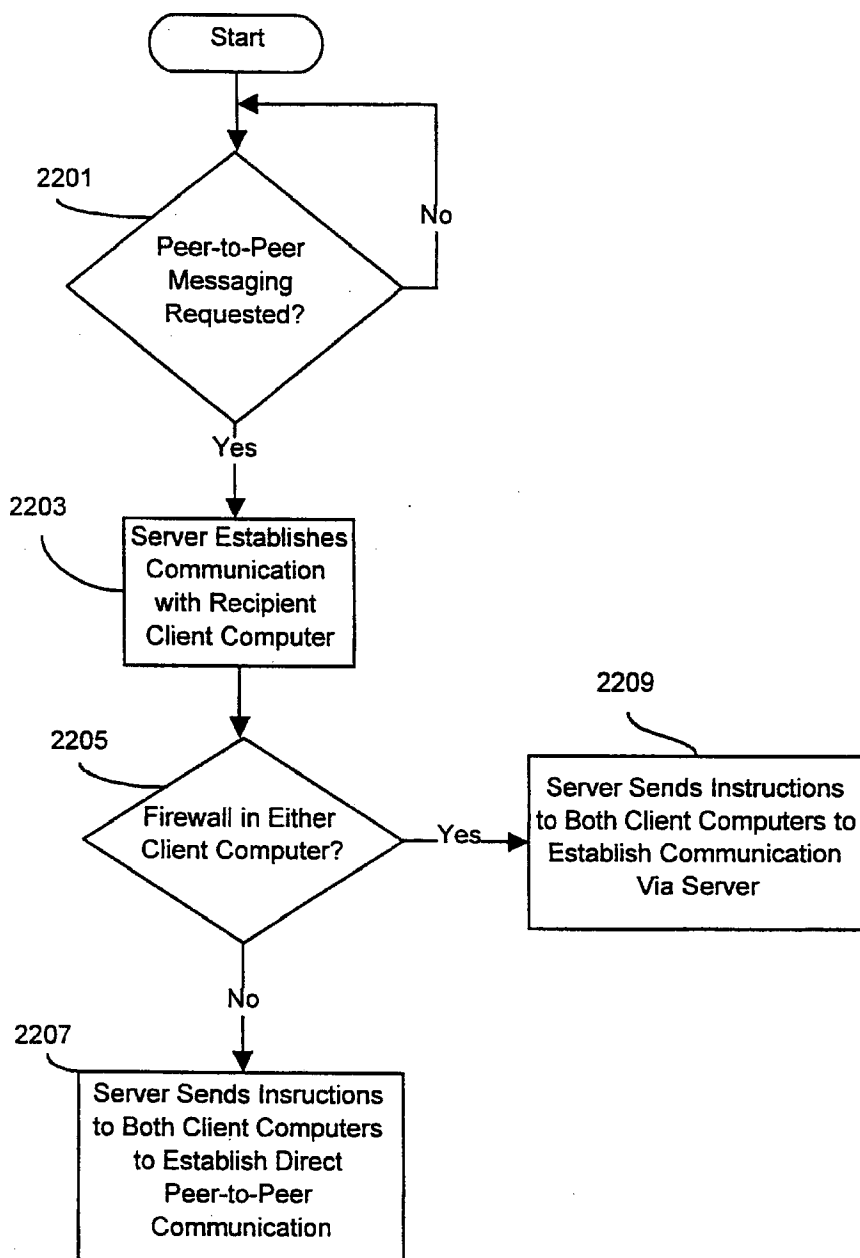 Start
No
2201
Peer-to-Peer
Messaging
Requested?
Yes
2203
Server Establishes
Communication
with Recipient
Client Computer
2205
Firewall in Either
Client Computer?
Yes
2209
Server Sends Instructions
to Both Client Computers to
Establish Communication
Via Server
No
2207
Server Sends Insructions
to Both Client Computers
to Establish Direct
Peer-to-Peer
Communication